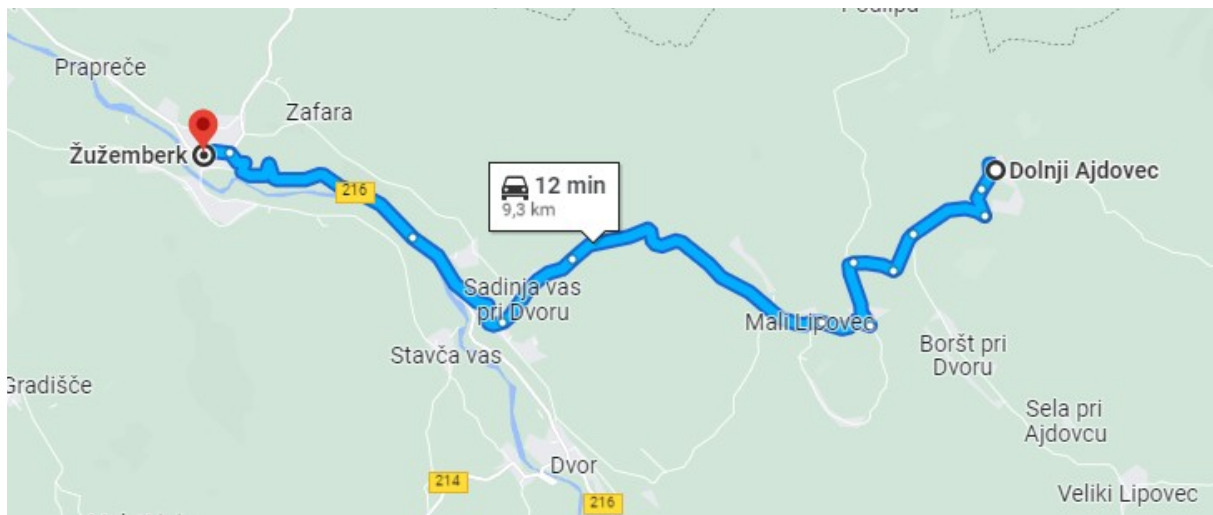 Prapreče
Zafara
Žužemberk
216
12 min
9,3 km
Dolnji Ajdovec
Sadinja vas
pri Dvoru
Mali Lipovec
Stavča vas
Boršt pri
Dvoru
Gradišče
Sela pri
Ajdovcu
Dvor
214
216
Veliki Lipovec